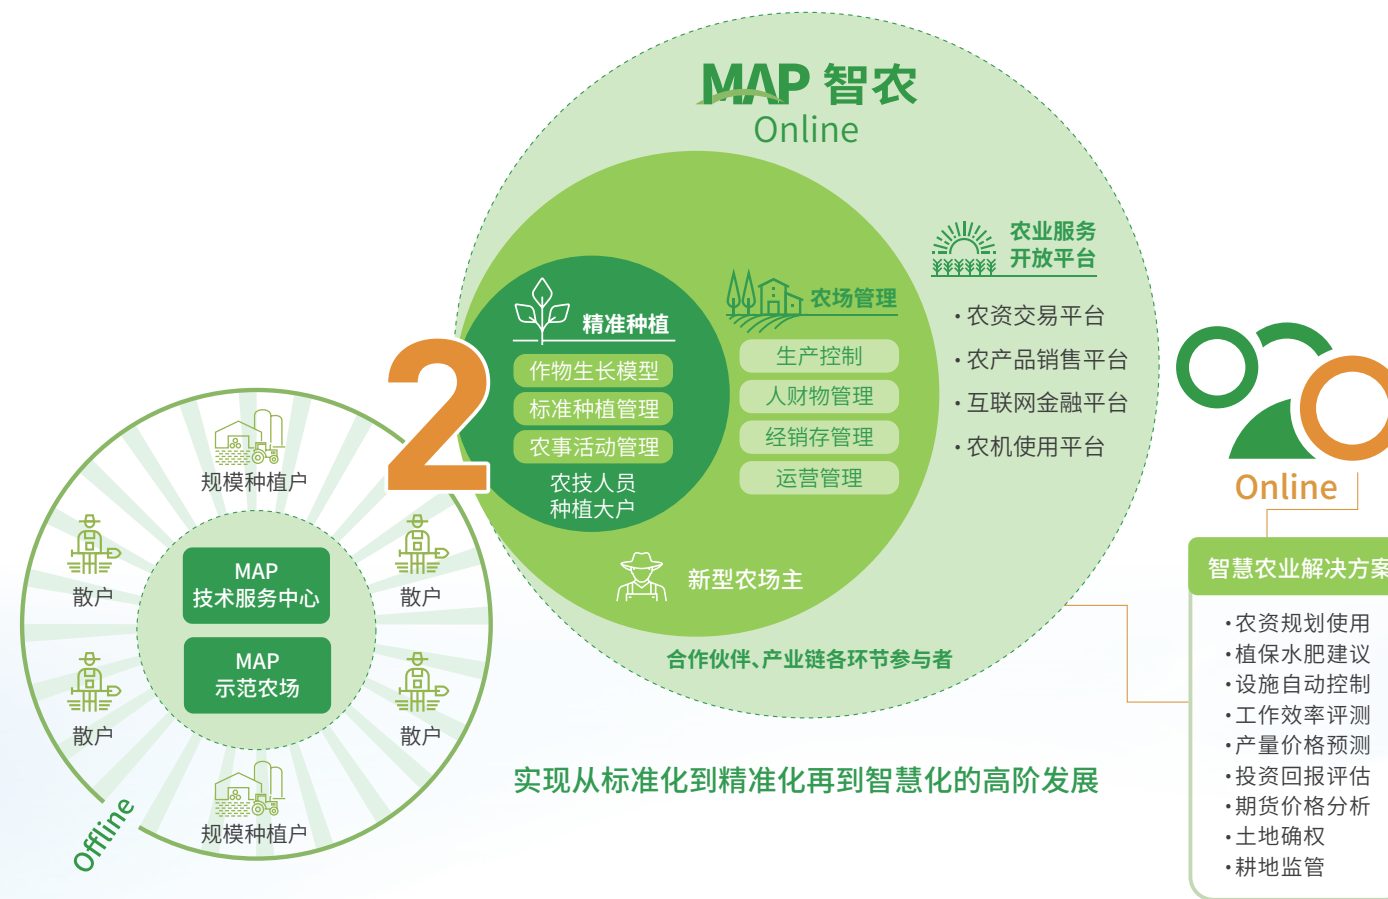 MAP 智农
Online
农业服务
开放平台
·农资交易平台
·农产品销售平台
·互联网金融平台
·农机使用平台
农场管理
生产控制
人财物管理
经销存管理
运营管理
精准种植
作物生长模型
标准种植管理
农事活动管理
农技人员
种植大户
新型农场主
合作伙伴、产业链各环节参与者
2
规模种植户
散户
散户
MAP
技术服务中心
MAP
示范农场
散户
散户
规模种植户
Offline
实现从标准化到精准化再到智慧化的高阶发展
Online
智慧农业解决方案
·农资规划使用
·植保水肥建议
·设施自动控制
·工作效率评测
·产量价格预测
·投资回报评估
·期货价格分析
·土地确权
·耕地监管